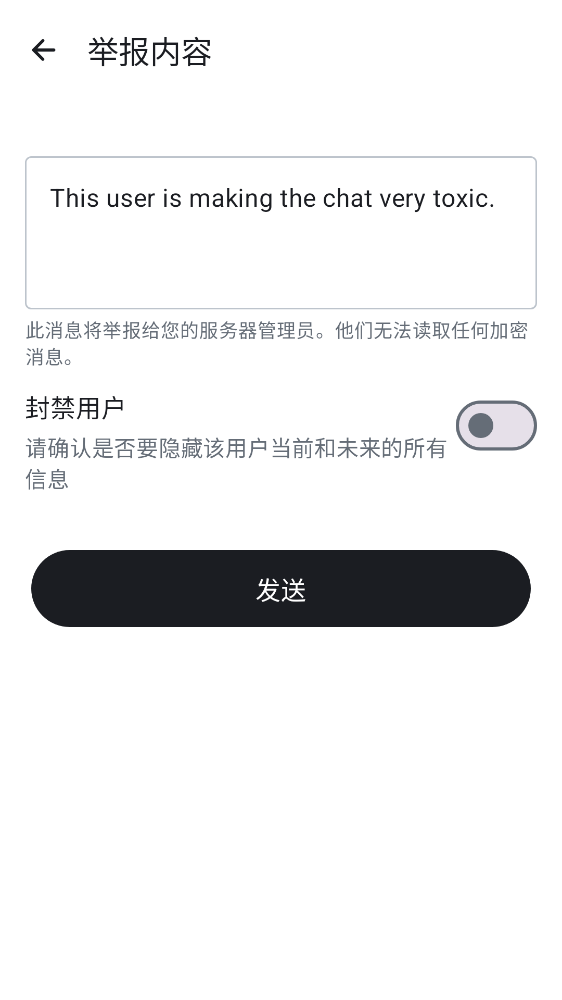 举报内容
This user is making the chat very toxic.
此消息将举报给您的服务器管理员。他们无法读取任何加密
消息。
封禁用户
请确认是否要隐藏该用户当前和未来的所有
信息
发送